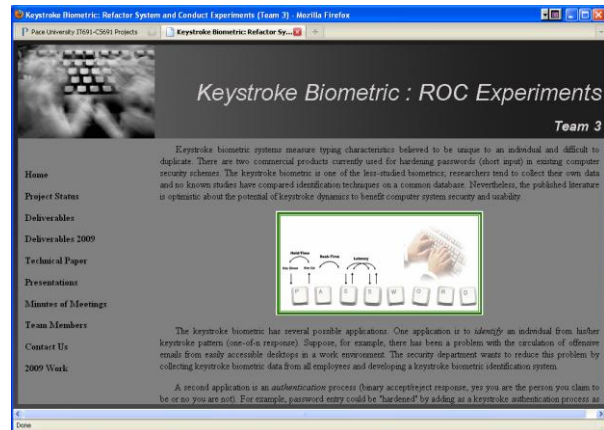 Keystroke Biometric: Refactor System and Conduct Experiments (Team 3) - Mozilla Firefox
Pace University IT691-CS691 Projects
Keystroke Biometric: Refactor Sy...
Keystroke Biometric : ROC Experiments
Team 3
Home
Project Status
Deliverables
Deliverables 2009
Technical Paper
Presentations
Minutes of Meetings
Team Members
Contact Us
2009 Work
Keystroke biometric systems measure typing characteristics believed to be unique to an individual and difficult to
duplicate. There are two commercial products currently used for hardening passwords (short input) in existing computer
security schemes. The keystroke biometric is one of the less-studied biometrics; researchers tend to collect their own data
and no known studies have compared identification techniques on a common database. Nevertheless, the published literature
is optimistic about the potential of keystroke dynamics to benefit computer system security and usability.
Hold Time
Latency
P A S S W O R D
The keystroke biometric has several possible applications. One application is to identify an individual from his/her
keystroke pattern (one-of-n response). Suppose, for example, there has been a problem with the circulation of offensive
emails from easily accessible desktops in a work environment. The security department wants to reduce this problem by
collecting keystroke biometric data from all employees and developing a keystroke biometric identification system.
A second application is an authentication process (binary accept/reject response, yes you are the person you claim to
be or no you are not). For example, password entry could be "hardened" by adding as a keystroke authentication process as
Done